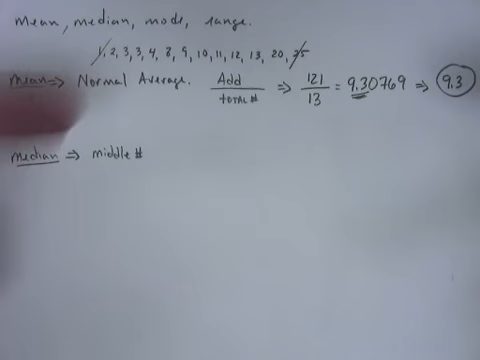 Mean, median, mode, range.
1, 2, 3, 3, 4, 8, 9, 10, 11, 12, 13, 20, 25
Mean ⇒ Normal Average. Add / TOTAL # ⇒ 121 / 13 = 9.30769 ⇒ 9.3
Median ⇒ middle #